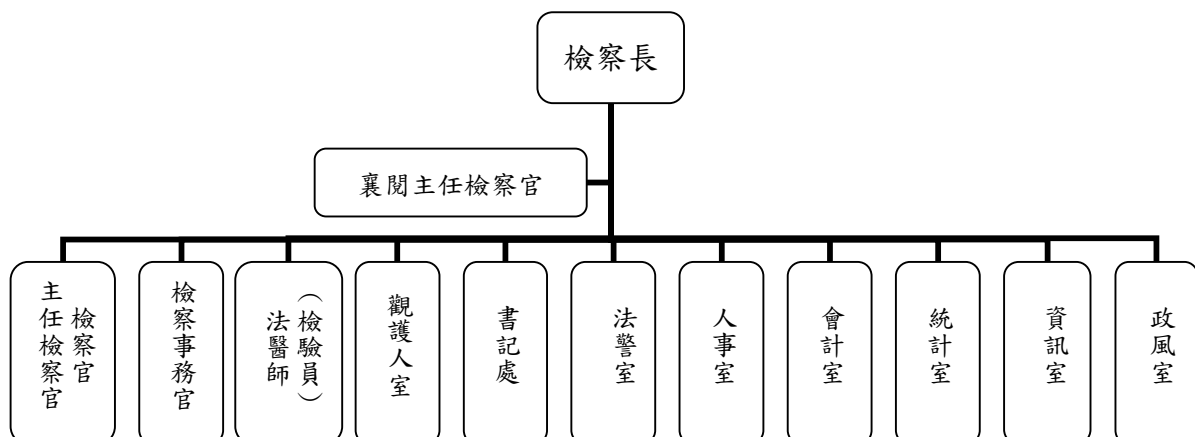 檢察長
襄閱主任檢察官
主任檢察官
檢察官
檢察事務官
法醫師
（檢驗員）
觀護人室
書記處
法警室
人事室
會計室
統計室
資訊室
政風室